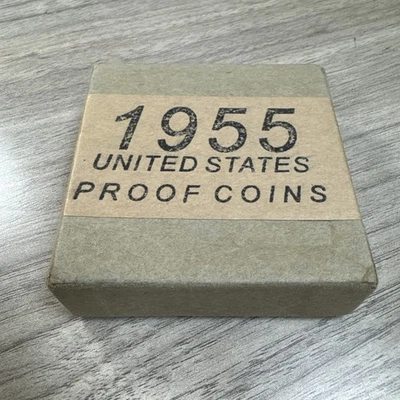 1955
UNITED STATES
PROOF COINS